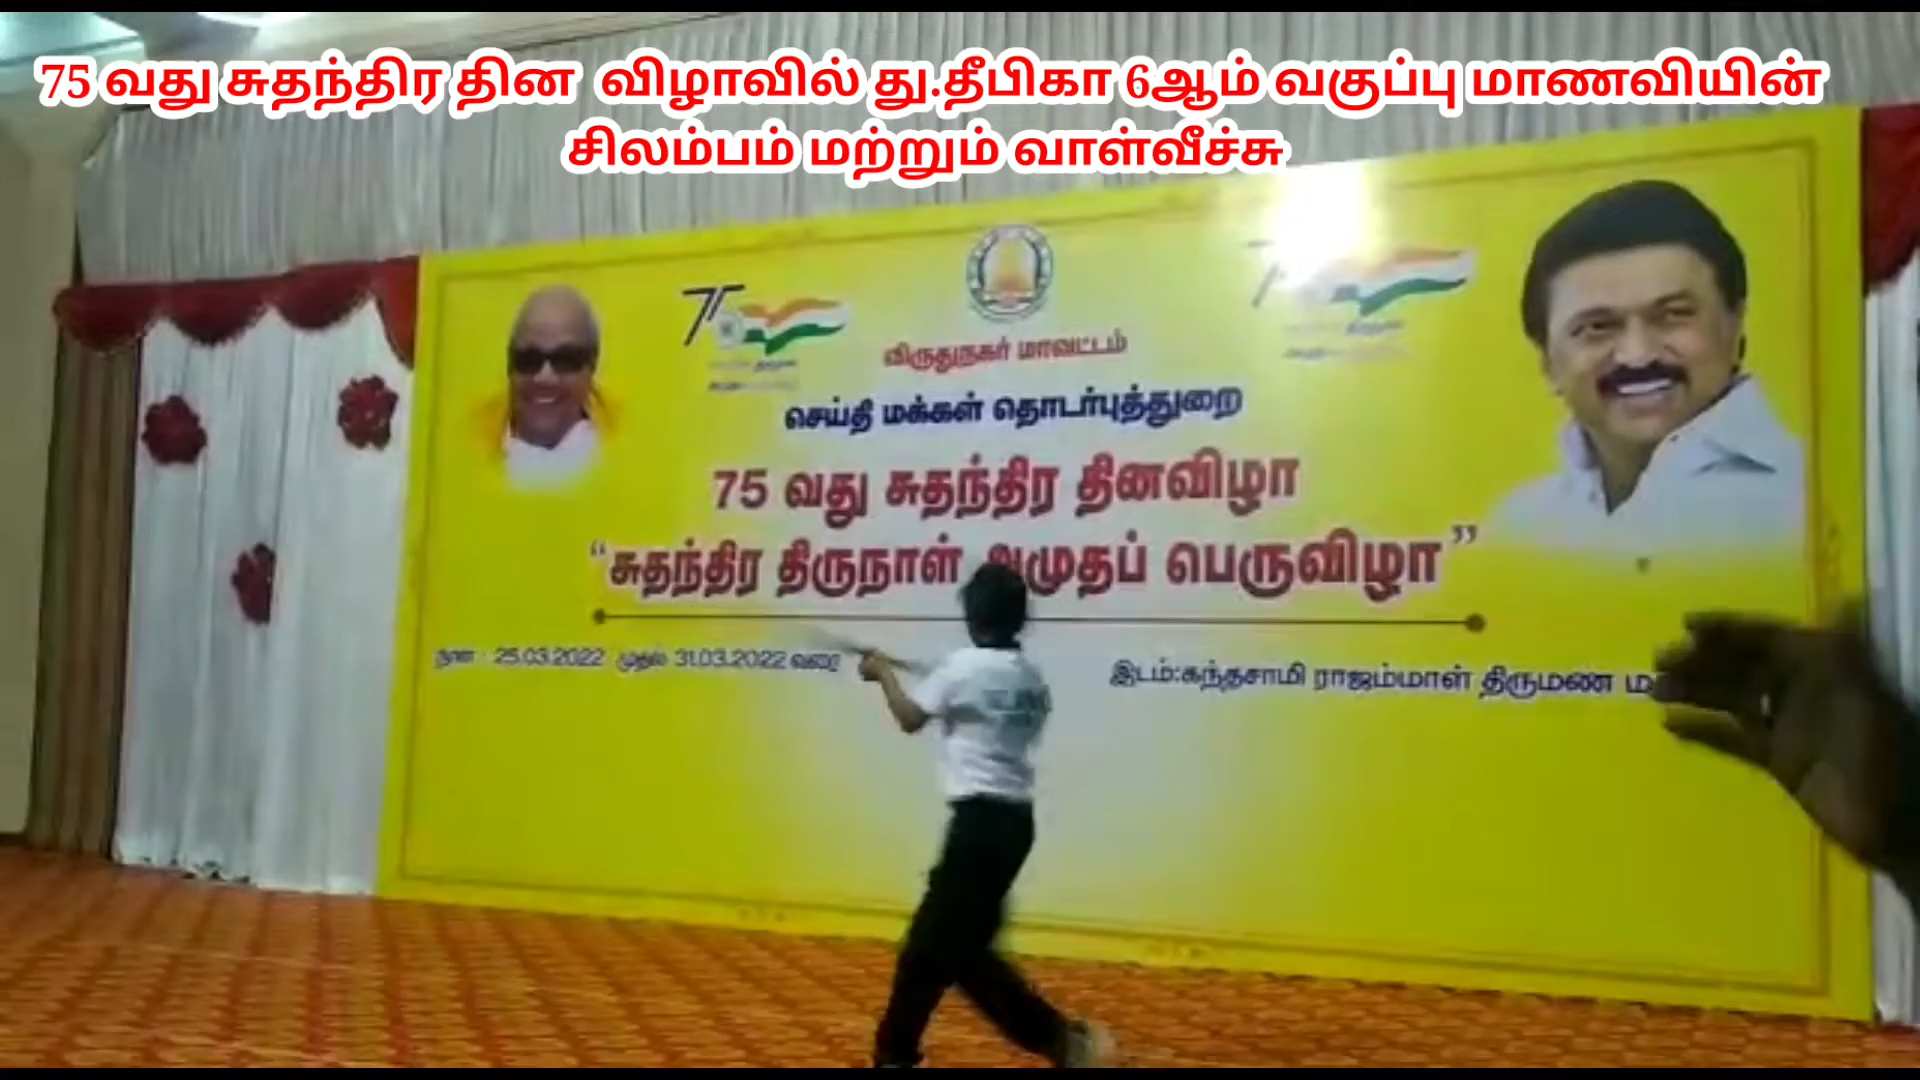 75 வது சுதந்திர தின விழாவில் து.தீபிகா 6ஆம் வகுப்பு மாணவியின்
சிலம்பம் மற்றும் வாள்வீச்சு
75
விருதுநகர் மாவட்டம்
செய்தி மக்கள் தொடர்புத்துறை
75 வது சுதந்திர தினவிழா
“சுதந்திர திருநாள் அமுதப் பெருவிழா”
நாள் : 25.03.2022 முதல் 31.03.2022 வரை
இடம்:கந்தசாமி ராஜம்மாள் திருமண